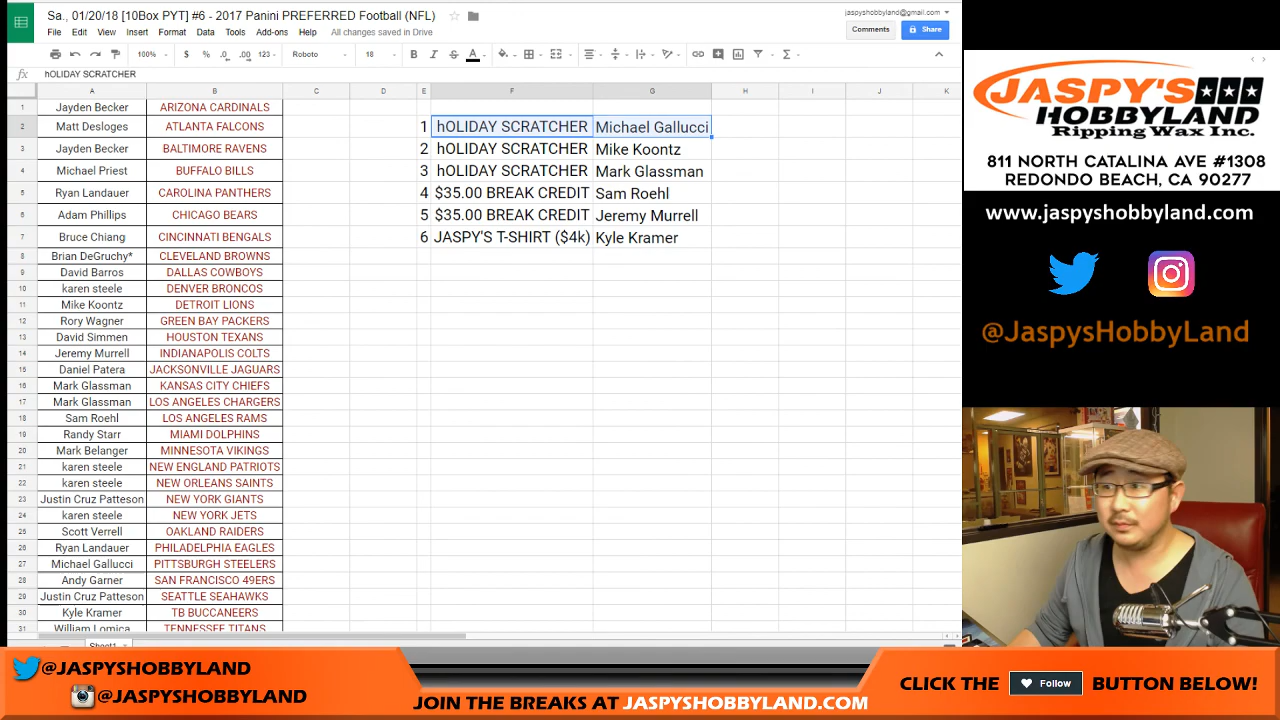 Sa., 01/20/18 [10Box PYT] #6 - 2017 Panini PREFERRED Football (NFL)
jaspyshobbyland@gmail.com
File Edit View Insert Format Data Tools Add-ons Help All changes saved in Drive
Comments
Share
100% $ % .0 .00 123 Roboto 18 B I S A
fx hOLIDAY SCRATCHER
A B C D E F G H I J K
1 Jayden Becker ARIZONA CARDINALS
2 Matt Desloges ATLANTA FALCONS 1 hOLIDAY SCRATCHER Michael Gallucci
3 Jayden Becker BALTIMORE RAVENS 2 hOLIDAY SCRATCHER Mike Koontz
4 Michael Priest BUFFALO BILLS 3 hOLIDAY SCRATCHER Mark Glassman
5 Ryan Landauer CAROLINA PANTHERS 4 $35.00 BREAK CREDIT Sam Roehl
6 Adam Phillips CHICAGO BEARS 5 $35.00 BREAK CREDIT Jeremy Murrell
7 Bruce Chiang CINCINNATI BENGALS 6 JASPY'S T-SHIRT ($4k) Kyle Kramer
8 Brian DeGruchy* CLEVELAND BROWNS
9 David Barros DALLAS COWBOYS
10 karen steele DENVER BRONCOS
11 Mike Koontz DETROIT LIONS
12 Rory Wagner GREEN BAY PACKERS
13 David Simmen HOUSTON TEXANS
14 Jeremy Murrell INDIANAPOLIS COLTS
15 Daniel Patera JACKSONVILLE JAGUARS
16 Mark Glassman KANSAS CITY CHIEFS
17 Mark Glassman LOS ANGELES CHARGERS
18 Sam Roehl LOS ANGELES RAMS
19 Randy Starr MIAMI DOLPHINS
20 Mark Belanger MINNESOTA VIKINGS
21 karen steele NEW ENGLAND PATRIOTS
22 karen steele NEW ORLEANS SAINTS
23 Justin Cruz Patteson NEW YORK GIANTS
24 karen steele NEW YORK JETS
25 Scott Verrell OAKLAND RAIDERS
26 Ryan Landauer PHILADELPHIA EAGLES
27 Michael Gallucci PITTSBURGH STEELERS
28 Andy Garner SAN FRANCISCO 49ERS
29 Justin Cruz Patteson SEATTLE SEAHAWKS
30 Kyle Kramer TB BUCCANEERS
31 William Lomica TENNESSEE TITANS
Sheet1
JASPY'S
HOBBYLAND
Ripping Wax Inc.
811 NORTH CATALINA AVE #1308
REDONDO BEACH, CA 90277
www.jaspyshobbyland.com
@JaspysHobbyLand
@JASPYSHOBBYLAND
@JASPYSHOBBYLAND
JOIN THE BREAKS AT JASPYSHOBBYLAND.COM
CLICK THE Follow BUTTON BELOW!